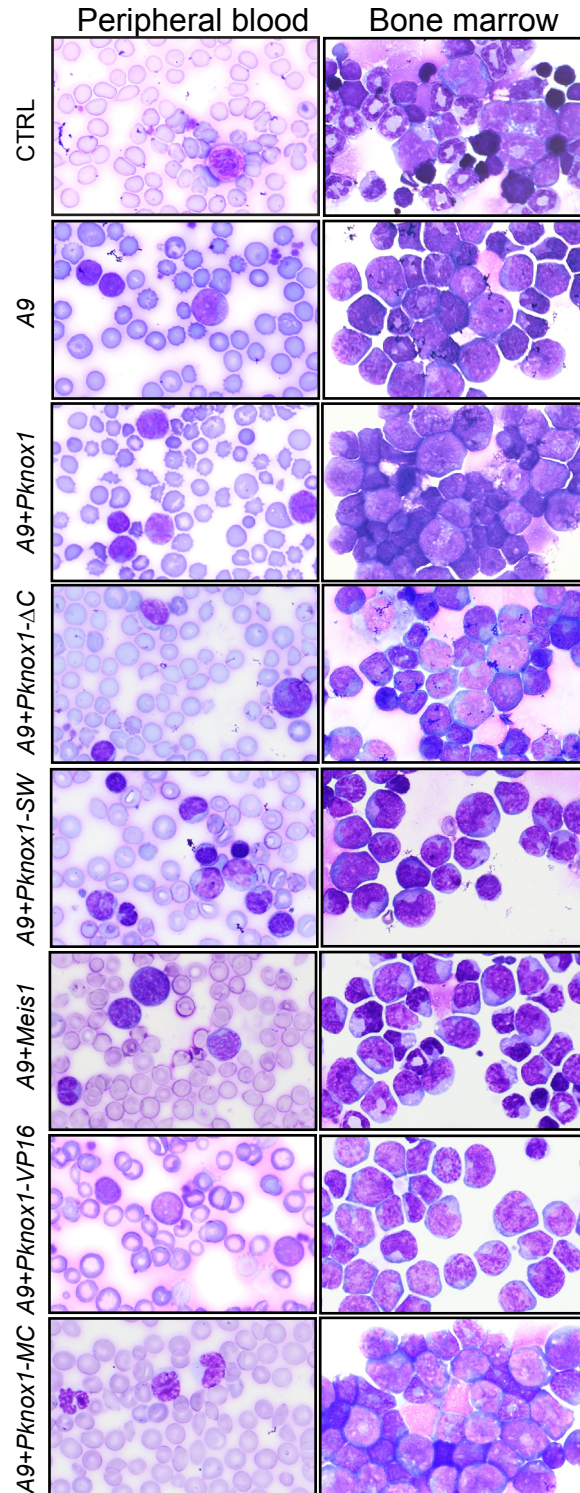 Peripheral blood
Bone marrow
CTRL
A9
A9+Pknox1
A9+Pknox1-ΔC
A9+Pknox1-SW
A9+Meis1
A9+Pknox1-VP16
A9+Pknox1-MC